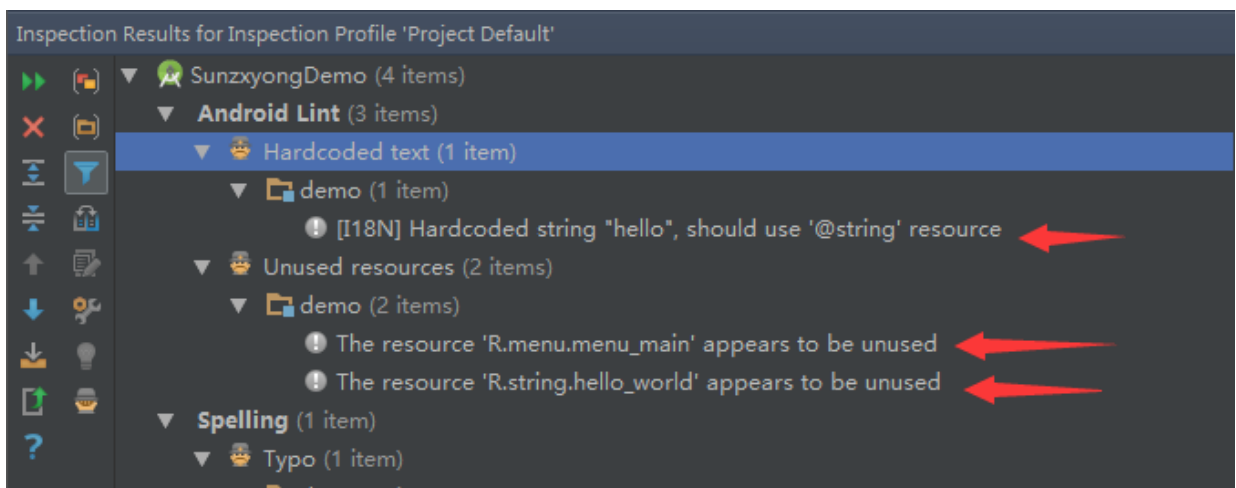 Inspection Results for Inspection Profile 'Project Default'
SunzxyongDemo (4 items)
Android Lint (3 items)
Hardcoded text (1 item)
demo (1 item)
[I18N] Hardcoded string "hello", should use '@string' resource
Unused resources (2 items)
demo (2 items)
The resource 'R.menu.menu_main' appears to be unused
The resource 'R.string.hello_world' appears to be unused
Spelling (1 item)
Typo (1 item)